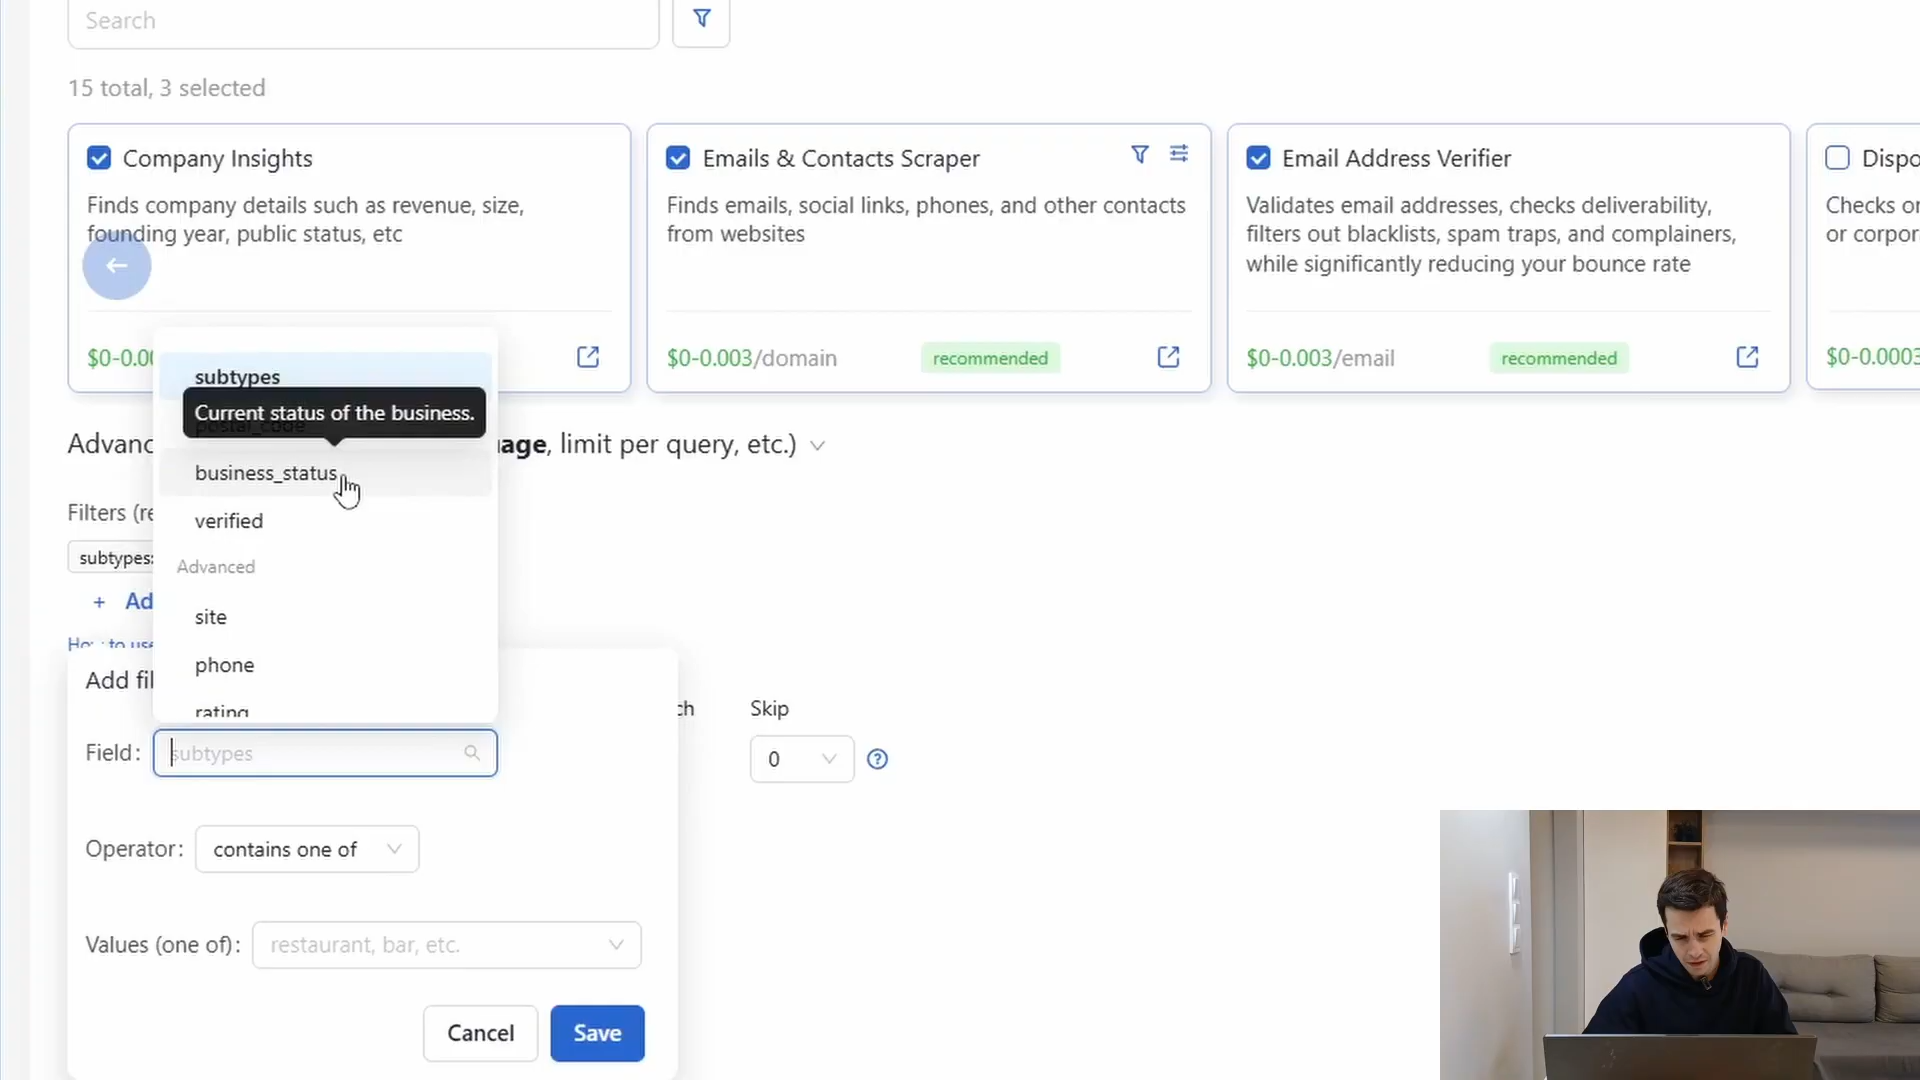 Search
15 total, 3 selected
Company Insights
Finds company details such as revenue, size,
founding year, public status, etc
$0-0.00
Emails & Contacts Scraper
Finds emails, social links, phones, and other contacts
from websites
$0-0.003/domain
recommended
Email Address Verifier
Validates email addresses, checks deliverability,
filters out blacklists, spam traps, and complainers,
while significantly reducing your bounce rate
$0-0.003/email
recommended
Dispo
Checks or
or corpor
$0-0.0003
subtypes
Current status of the business.
postal_code
business_status
verified
Advanced
site
phone
rating
Advanc
age, limit per query, etc.)
Filters (re
subtypes:
+ Ad
to use
Add fil
Field:
subtypes
Operator:
contains one of
Values (one of):
restaurant, bar, etc.
Cancel
Save
ch
Skip
0